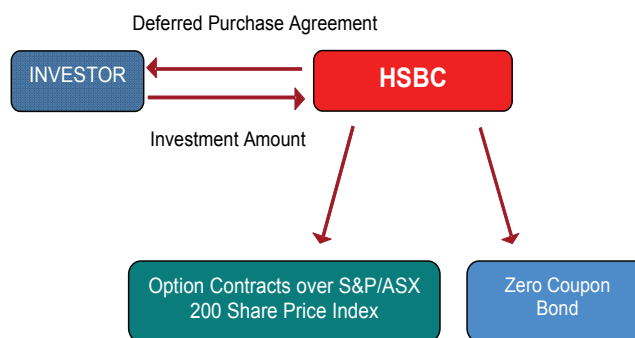 Deferred Purchase Agreement
INVESTOR
HSBC
Investment Amount
Option Contracts over S&P/ASX
200 Share Price Index
Zero Coupon
Bond